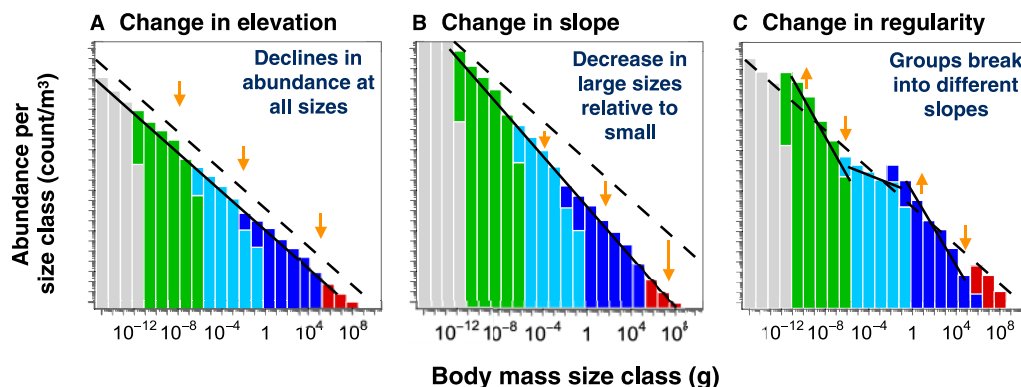 A Change in elevation
B Change in slope
C Change in regularity
Declines in
abundance at
all sizes
Decrease in
large sizes
relative to
small
Groups break
into different
slopes
Abundance per
size class (count/m³)
10⁻¹² 10⁻⁸ 10⁻⁴ 1 10⁴ 10⁸
10⁻¹² 10⁻⁸ 10⁻⁴ 1 10⁴ 10⁸
10⁻¹² 10⁻⁸ 10⁻⁴ 1 10⁴ 10⁸
Body mass size class (g)